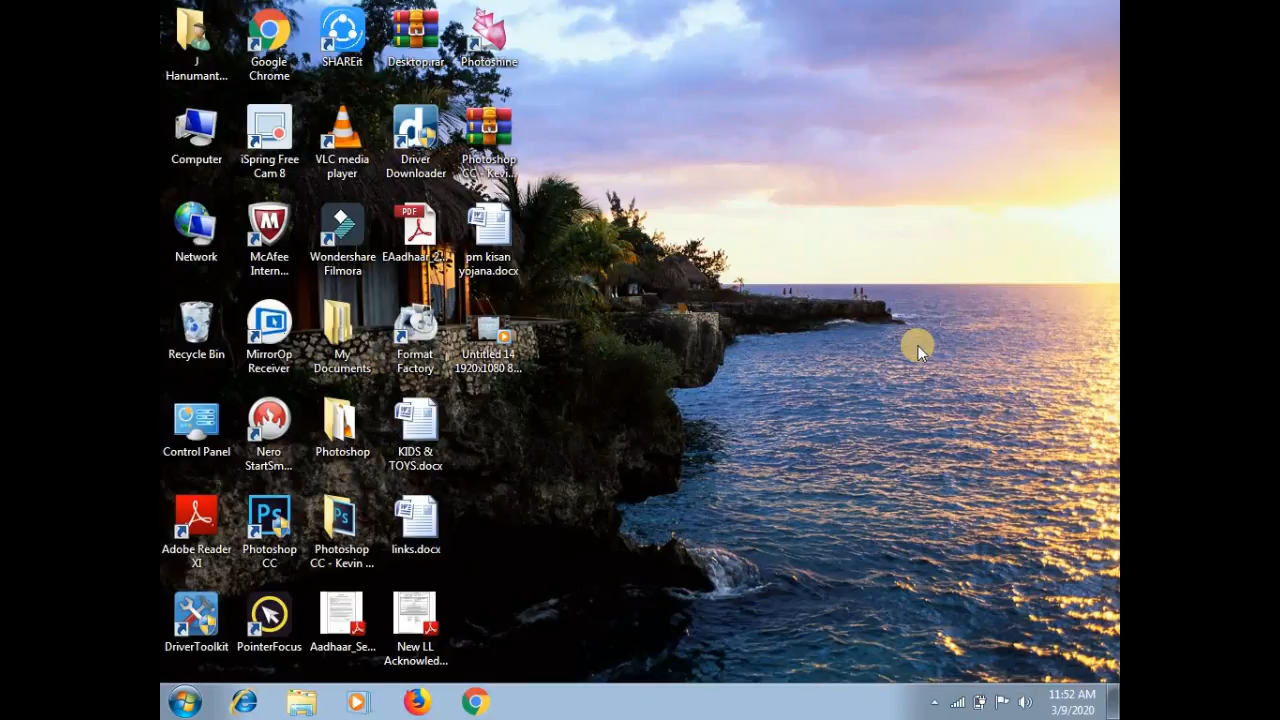 J
Hanumant...
Google
Chrome
SHAREit
Desktop.rar
Photoshine
Computer
iSpring Free
Cam 8
VLC media
player
Driver
Downloader
Photoshop
CC - Kevi...
Network
McAfee
Intern...
Wondershare
Filmora
PDF
EAadhaar_2...
pm kisan
yojana.docx
Recycle Bin
MirrorOp
Receiver
My
Documents
Format
Factory
Untitled 14
1920x1080 8...
Control Panel
Nero
StartSm...
Photoshop
KIDS &
TOYS.docx
Adobe Reader
XI
Ps
Photoshop
CC
Ps
Photoshop
CC - Kevin ...
links.docx
DriverToolkit
PointerFocus
Aadhaar_Se...
New LL
Acknowled...
11:52 AM
3/9/2020